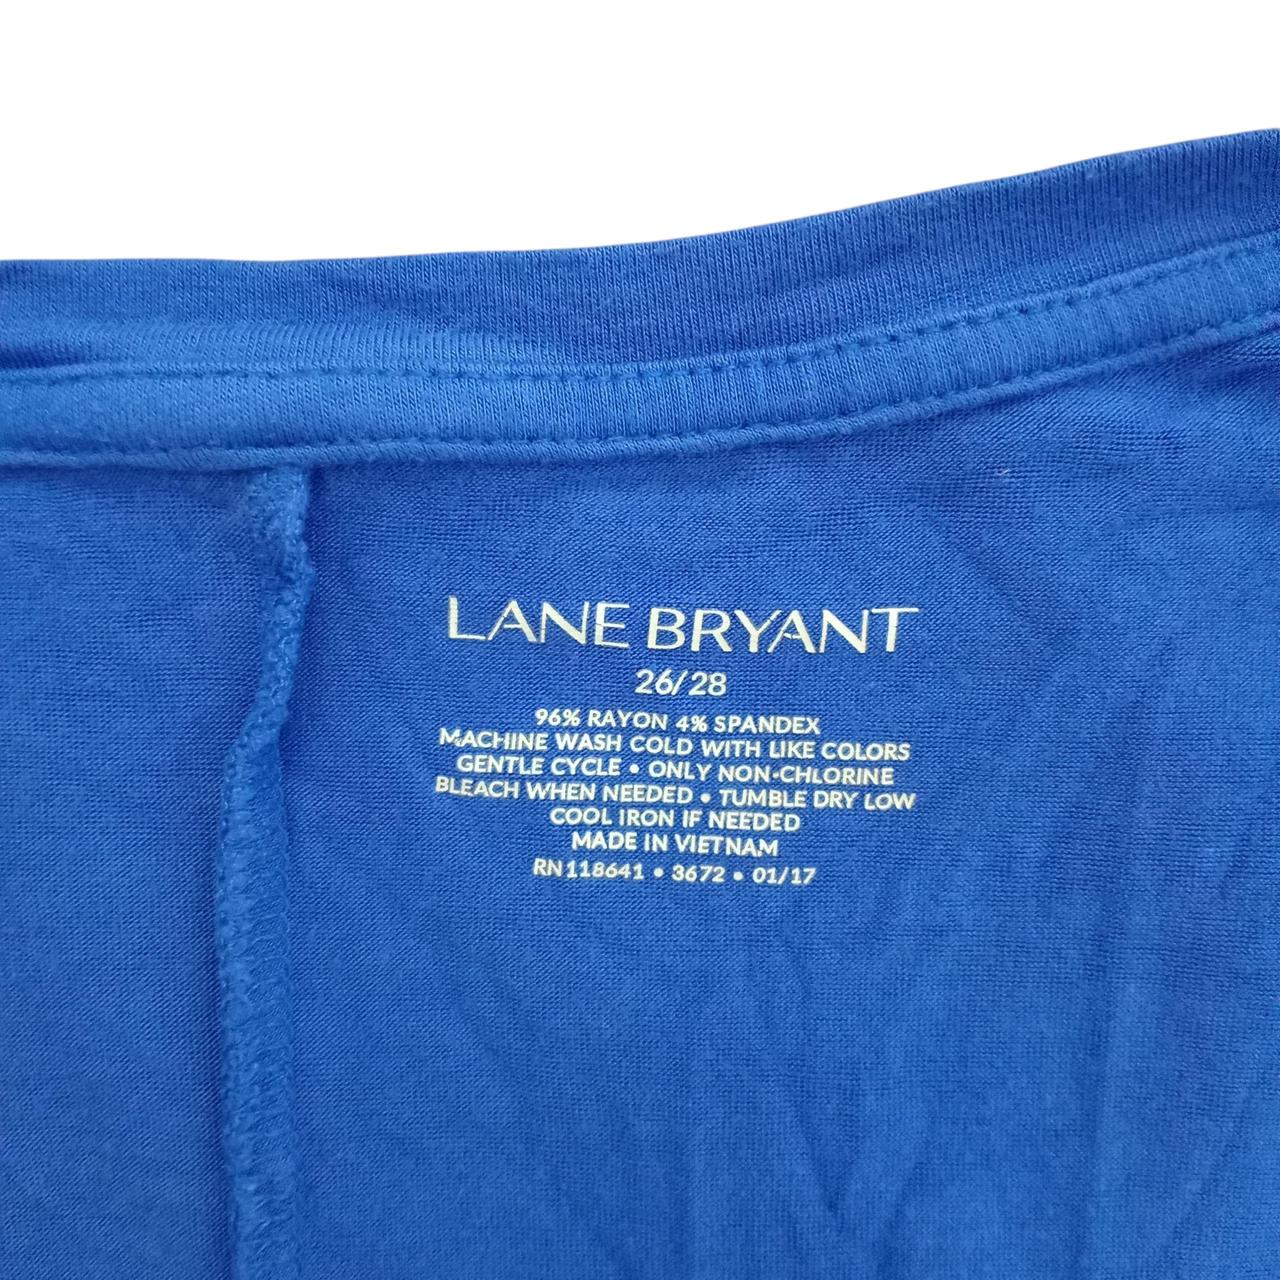 LANE BRYANT
26/28
96% RAYON 4% SPANDEX
MACHINE WASH COLD WITH LIKE COLORS
GENTLE CYCLE • ONLY NON-CHLORINE
BLEACH WHEN NEEDED • TUMBLE DRY LOW
COOL IRON IF NEEDED
MADE IN VIETNAM
RN118641 • 3672 • 01/17